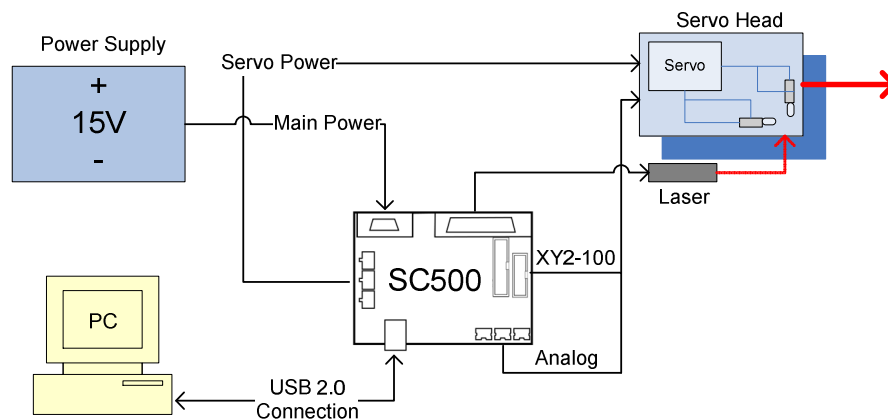 Servo Head
Power Supply
Servo Power
Servo
+
15V
-
Main Power
Laser
SC500
XY2-100
PC
Analog
USB 2.0
Connection